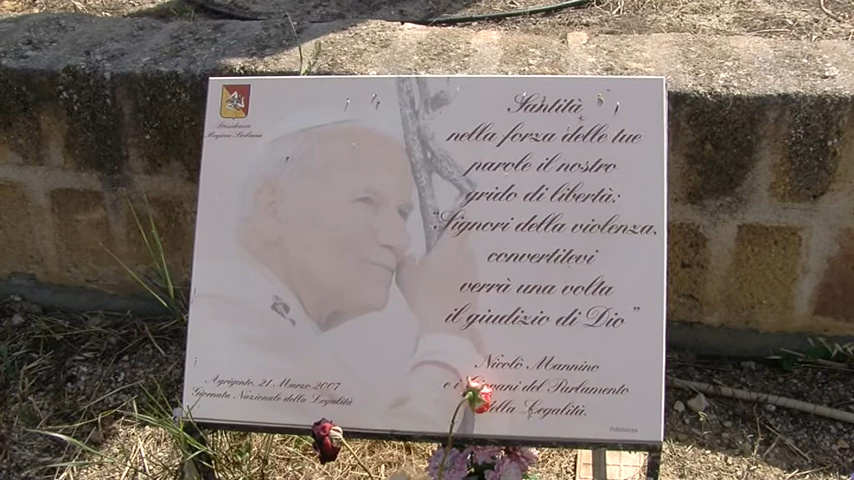 Presidenza
Regione Siciliana
Santità
nella forza delle tue
parole il nostro
grido di libertà:
"Signori della violenza,
convertitevi
verrà una volta
il giudizio di Dio"
Nicolò Mannino
e i Giovani del Parlamento
della Legalità.
Agrigento, 21 Marzo 2007
Giornata Nazionale della Legalità